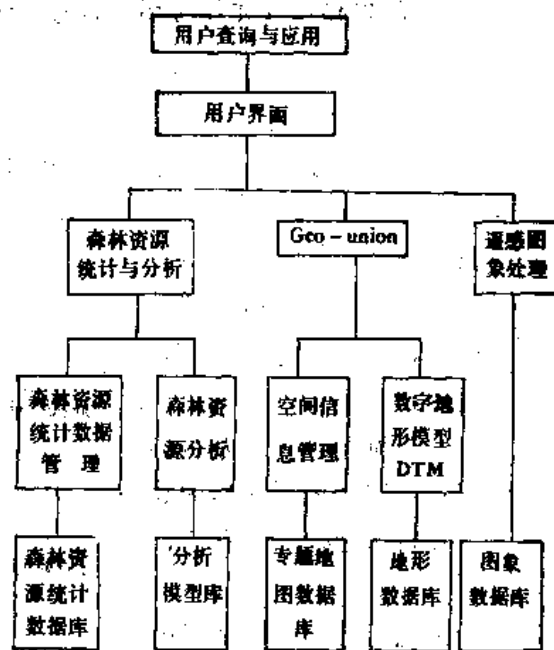 用户查询与应用
用户界画
森林资源
统计与分析
Geo-union
遥感图
象处理
森林资源
统计数据
管 理
森林资
源分析
空间信
息管理
数字地
形模型
DTM
森林资
源统计
数据库
分析
模型库
专题地
图数据
库
地形
数据库
图象
数据库